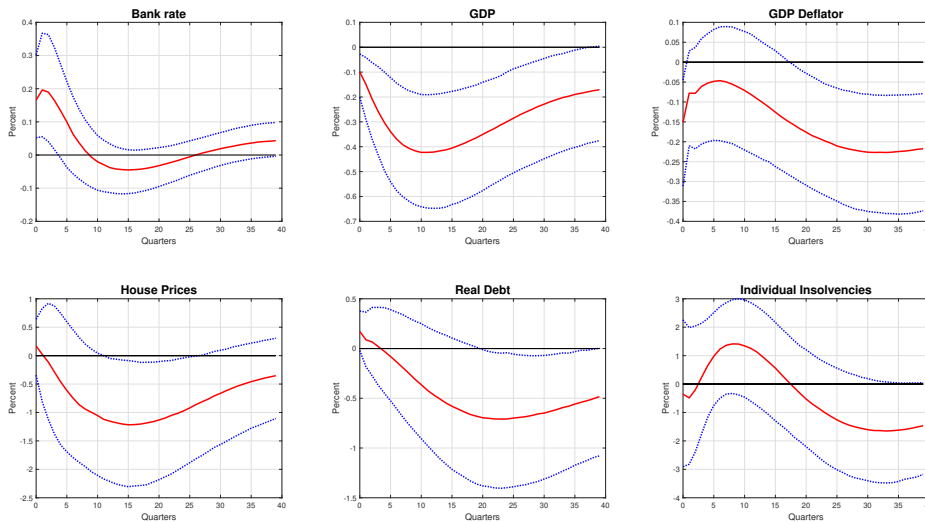 Bank rate
GDP
GDP Deflator
0.4
0.3
0.2
0.1
0
0.1
0.2
Percent
0 5 10 15 20 25 30 35 40
Quarters
0.1
0
-0.1
-0.2
-0.3
-0.4
-0.5
-0.6
-0.7
Percent
0 5 10 15 20 25 30 35 40
Quarters
0.1
0.05
0
-0.05
-0.1
-0.15
-0.2
-0.25
-0.3
-0.35
-0.4
Percent
0 5 10 15 20 25 30 35
Quarters
House Prices
Real Debt
Individual Insolvencies
1
0.5
0
-0.5
-1
-1.5
-2
-2.5
Percent
0 5 10 15 20 25 30 35 40
Quarters
0.5
0
-0.5
-1
-1.5
Percent
0 5 10 15 20 25 30 35 40
Quarters
3
2
1
0
-1
-2
-3
-4
Percent
0 5 10 15 20 25 30 35
Quarters